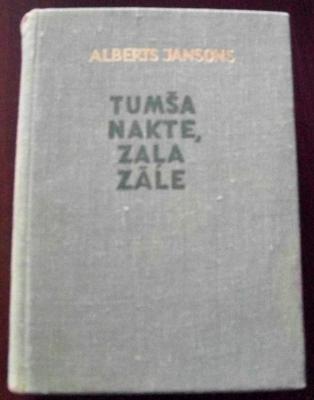 ALBERTS JANSONS
TUMŠA
NAKTE,
ZAĻA
ZĀLE